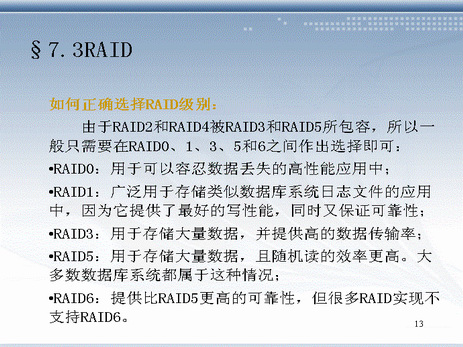 §7.3RAID
如何正确选择RAID级别：
由于RAID2和RAID4被RAID3和RAID5所包容，所以一
般只需要在RAID0、1、3、5和6之间作出选择即可：
•RAID0：用于可以容忍数据丢失的高性能应用中；
•RAID1：广泛用于存储类似数据库系统日志文件的应用
中，因为它提供了最好的写性能，同时又保证可靠性；
•RAID3：用于存储大量数据，并提供高的数据传输率；
•RAID5：用于存储大量数据，且随机读的效率更高。大
多数数据库系统都属于这种情况；
•RAID6：提供比RAID5更高的可靠性，但很多RAID实现不
支持RAID6。
13